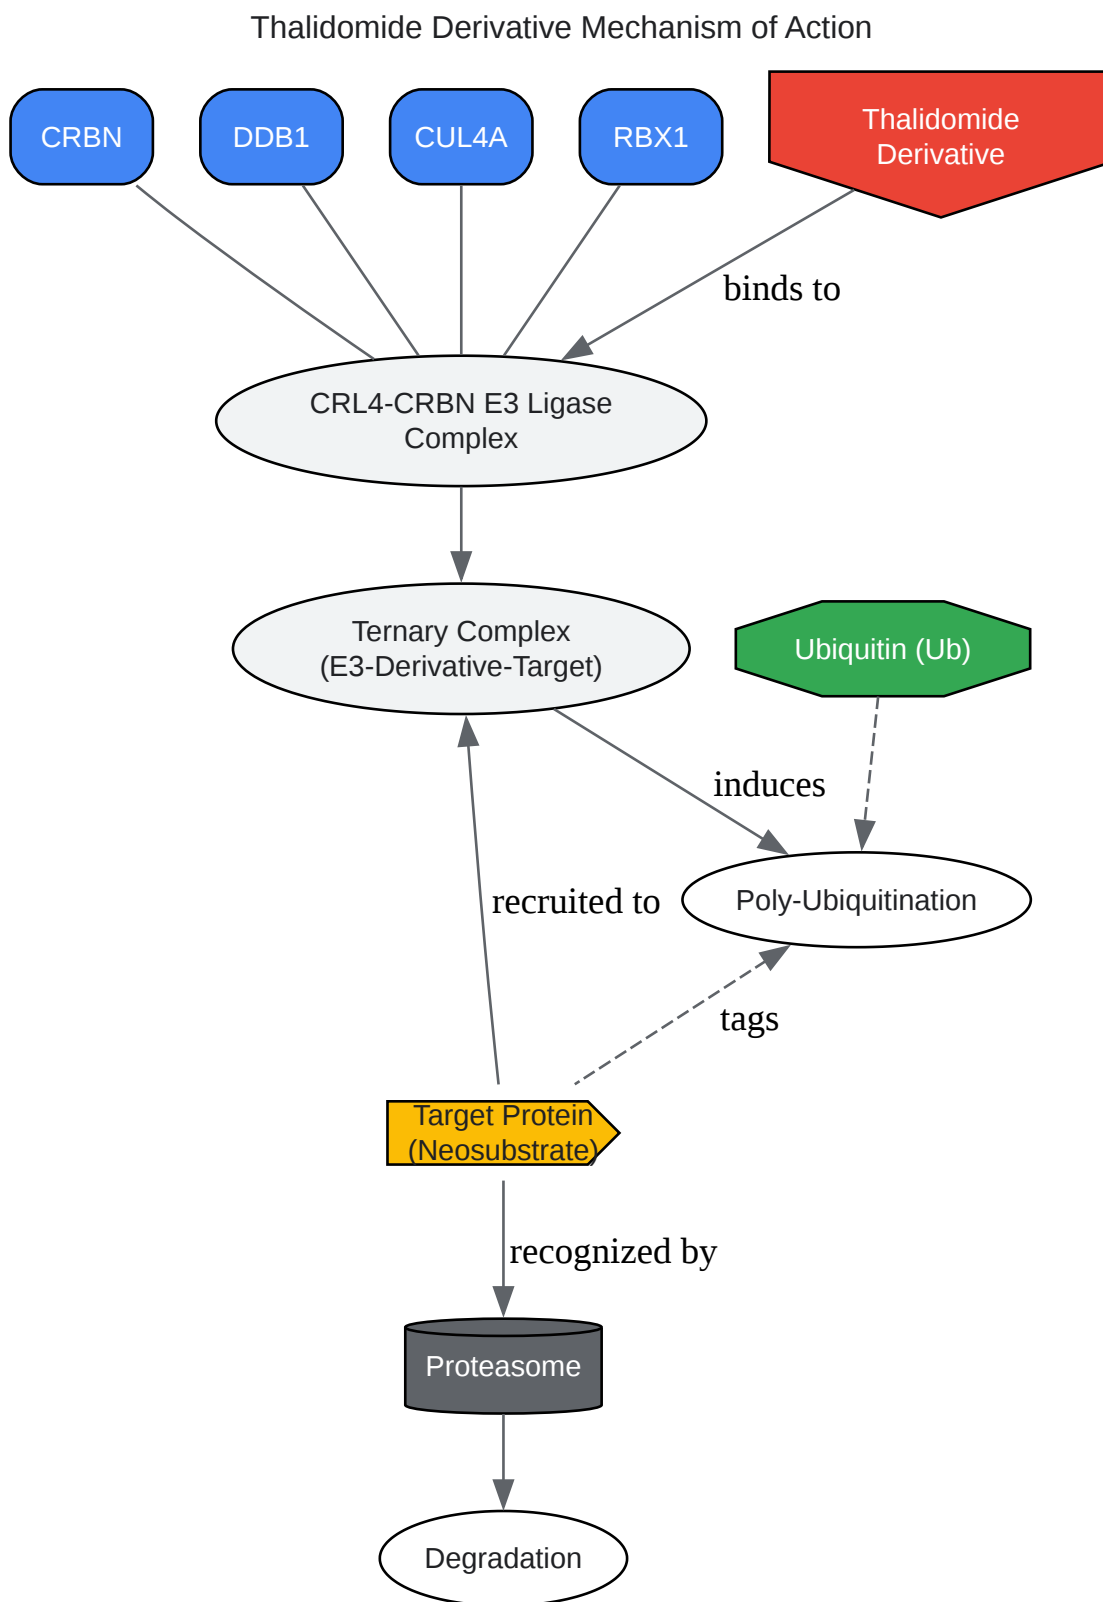 Thalidomide Derivative Mechanism of Action
CRBN
DDB1
CUL4A
RBX1
Thalidomide
Derivative
binds to
CRL4-CRBN E3 Ligase
Complex
Ternary Complex
(E3-Derivative-Target)
Ubiquitin (Ub)
induces
recruited to
Poly-Ubiquitination
tags
Target Protein
(Neosubstrate)
recognized by
Proteasome
Degradation